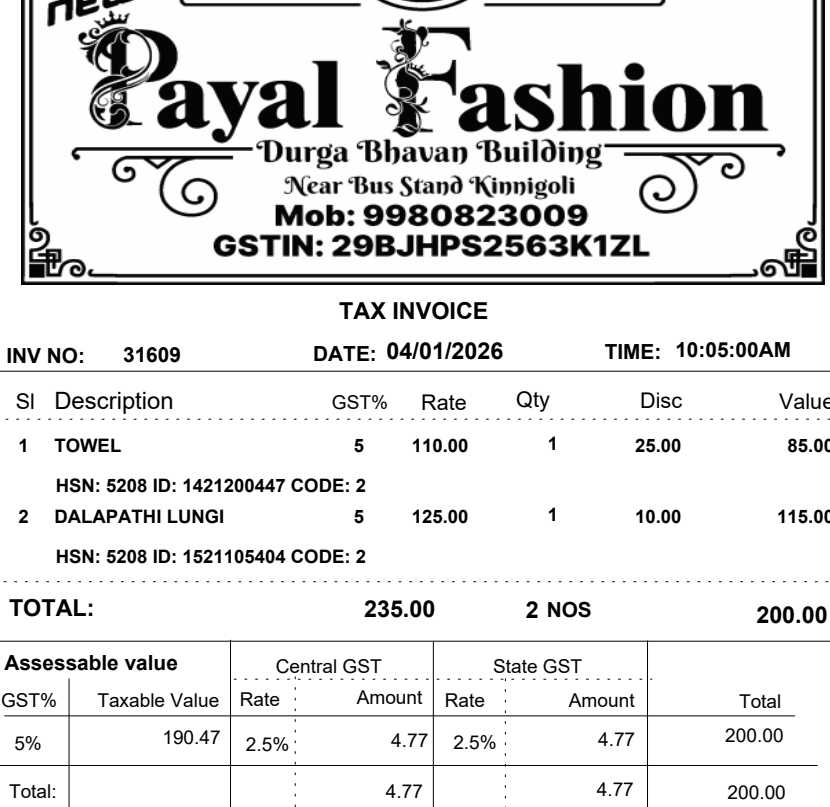 new
Payal Fashion
Durga Bhavan Building
Near Bus Stand Kinnigoli
Mob: 9980823009
GSTIN: 29BJHPS2563K1ZL
TAX INVOICE
INV NO: 31609 DATE: 04/01/2026 TIME: 10:05:00AM
Sl Description GST% Rate Qty Disc Value
1 TOWEL 5 110.00 1 25.00 85.00
HSN: 5208 ID: 1421200447 CODE: 2
2 DALAPATHI LUNGI 5 125.00 1 10.00 115.00
HSN: 5208 ID: 1521105404 CODE: 2
TOTAL: 235.00 2 NOS 200.00
Assessable value Central GST State GST
GST% Taxable Value Rate Amount Rate Amount Total
5% 190.47 2.5% 4.77 2.5% 4.77 200.00
Total: 4.77 4.77 200.00